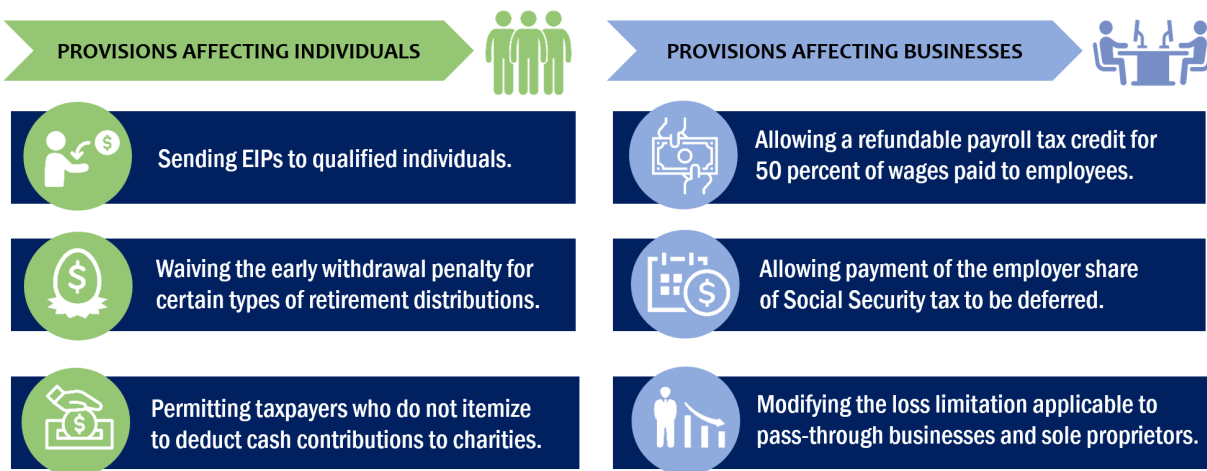 PROVISIONS AFFECTING INDIVIDUALS
Sending EIPs to qualified individuals.
Waiving the early withdrawal penalty for
certain types of retirement distributions.
Permitting taxpayers who do not itemize
to deduct cash contributions to charities.
PROVISIONS AFFECTING BUSINESSES
Allowing a refundable payroll tax credit for
50 percent of wages paid to employees.
Allowing payment of the employer share
of Social Security tax to be deferred.
Modifying the loss limitation applicable to
pass-through businesses and sole proprietors.